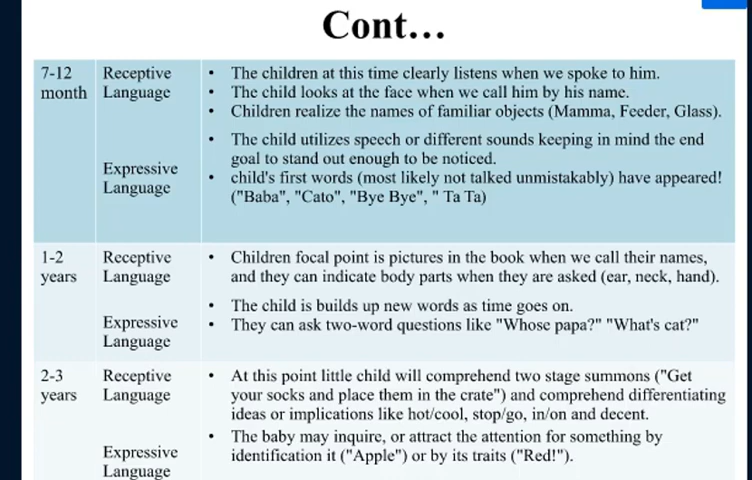 Cont…
7-12
month
Receptive
Language
• The children at this time clearly listens when we spoke to him.
• The child looks at the face when we call him by his name.
• Children realize the names of familiar objects (Mamma, Feeder, Glass).
Expressive
Language
• The child utilizes speech or different sounds keeping in mind the end
goal to stand out enough to be noticed.
• child's first words (most likely not talked unmistakably) have appeared!
("Baba", "Cato", "Bye Bye", " Ta Ta)
1-2
years
Receptive
Language
• Children focal point is pictures in the book when we call their names,
and they can indicate body parts when they are asked (ear, neck, hand).
Expressive
Language
• The child is builds up new words as time goes on.
• They can ask two-word questions like "Whose papa?" "What's cat?"
2-3
years
Receptive
Language
• At this point little child will comprehend two stage summons ("Get
your socks and place them in the crate") and comprehend differentiating
ideas or implications like hot/cool, stop/go, in/on and decent.
Expressive
Language
• The baby may inquire, or attract the attention for something by
identification it ("Apple") or by its traits ("Red!").